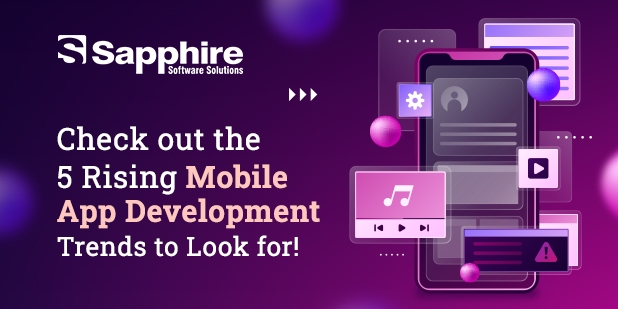 Sapphire
Software Solutions
Check out the
5 Rising Mobile
App Development
Trends to Look for!